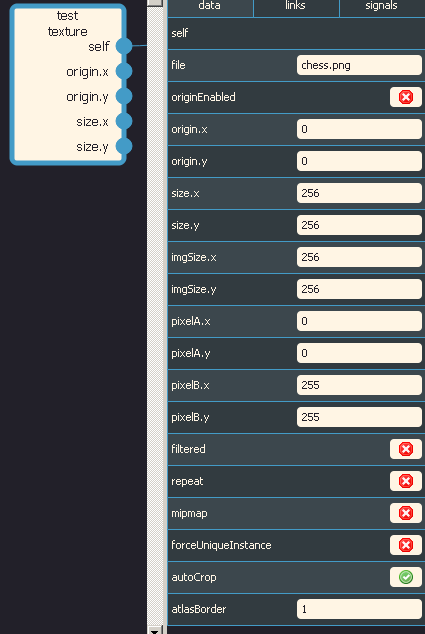 test
texture
self
origin.x
origin.y
size.x
size.y
data links signals
self
file chess.png
originEnabled
origin.x 0
origin.y 0
size.x 256
size.y 256
imgSize.x 256
imgSize.y 256
pixelA.x 0
pixelA.y 0
pixelB.x 255
pixelB.y 255
filtered
repeat
mipmap
forceUniqueInstance
autoCrop
atlasBorder 1